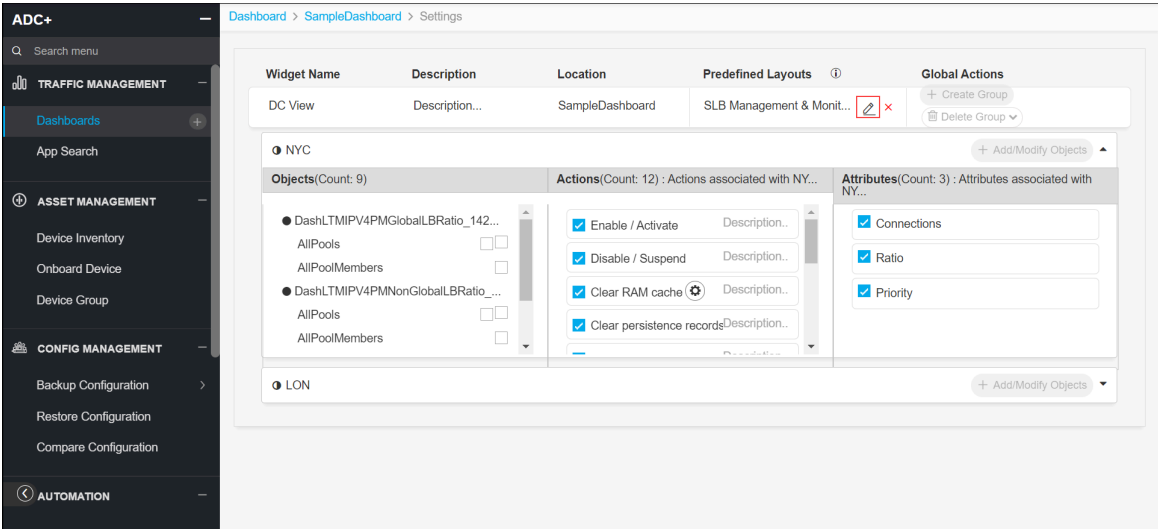 ADC+
Dashboard > SampleDashboard > Settings
Search menu
TRAFFIC MANAGEMENT
Dashboards
App Search
ASSET MANAGEMENT
Device Inventory
Onboard Device
Device Group
CONFIG MANAGEMENT
Backup Configuration
Restore Configuration
Compare Configuration
AUTOMATION
Widget Name Description Location Predefined Layouts Global Actions
DC View Description... SampleDashboard SLB Management & Monit...
+ Create Group
Delete Group
NYC
+ Add/Modify Objects
Objects(Count: 9)
Actions(Count: 12) : Actions associated with NY...
Attributes(Count: 3) : Attributes associated with
NY...
DashLTMIPV4PMGlobalLBRatio_142...
AllPools
AllPoolMembers
DashLTMIPV4PMNonGlobalLBRatio_...
AllPools
AllPoolMembers
Enable / Activate Description..
Disable / Suspend Description..
Clear RAM cache Description..
Clear persistence records Description..
Connections
Ratio
Priority
LON
+ Add/Modify Objects